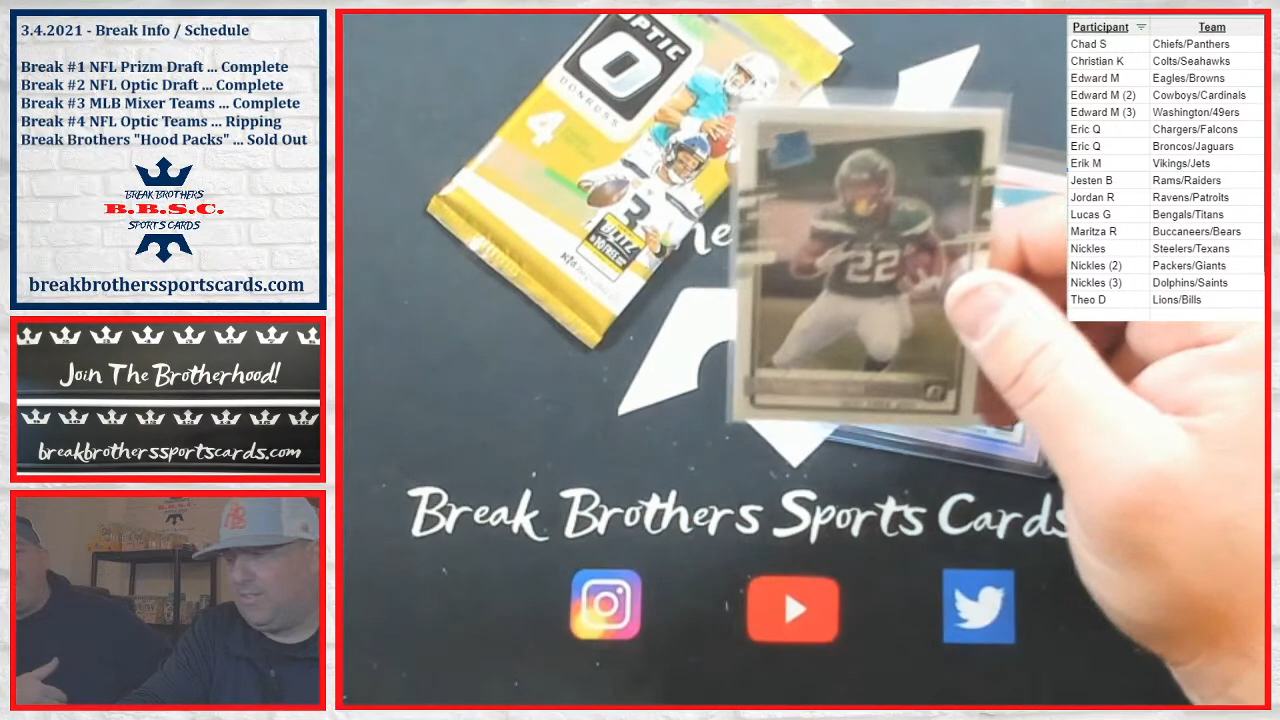 3.4.2021 - Break Info / Schedule
Break #1 NFL Prizm Draft ... Complete
Break #2 NFL Optic Draft ... Complete
Break #3 MLB Mixer Teams ... Complete
Break #4 NFL Optic Teams ... Ripping
Break Brothers "Hood Packs" ... Sold Out
BREAK BROTHERS
B.B.S.C.
SPORTS CARDS
breakbrotherssportscards.com
Join The Brotherhood!
breakbrotherssportscards.com
OPTIC
DONRUSS
4
3
BLITZ
22
Break Brothers Sports Cards
Participant Team
Chad S Chiefs/Panthers
Christian K Colts/Seahawks
Edward M Eagles/Browns
Edward M (2) Cowboys/Cardinals
Edward M (3) Washington/49ers
Eric Q Chargers/Falcons
Eric Q Broncos/Jaguars
Erik M Vikings/Jets
Jesten B Rams/Raiders
Jordan R Ravens/Patroits
Lucas G Bengals/Titans
Maritza R Buccaneers/Bears
Nickles Steelers/Texans
Nickles (2) Packers/Giants
Nickles (3) Dolphins/Saints
Theo D Lions/Bills